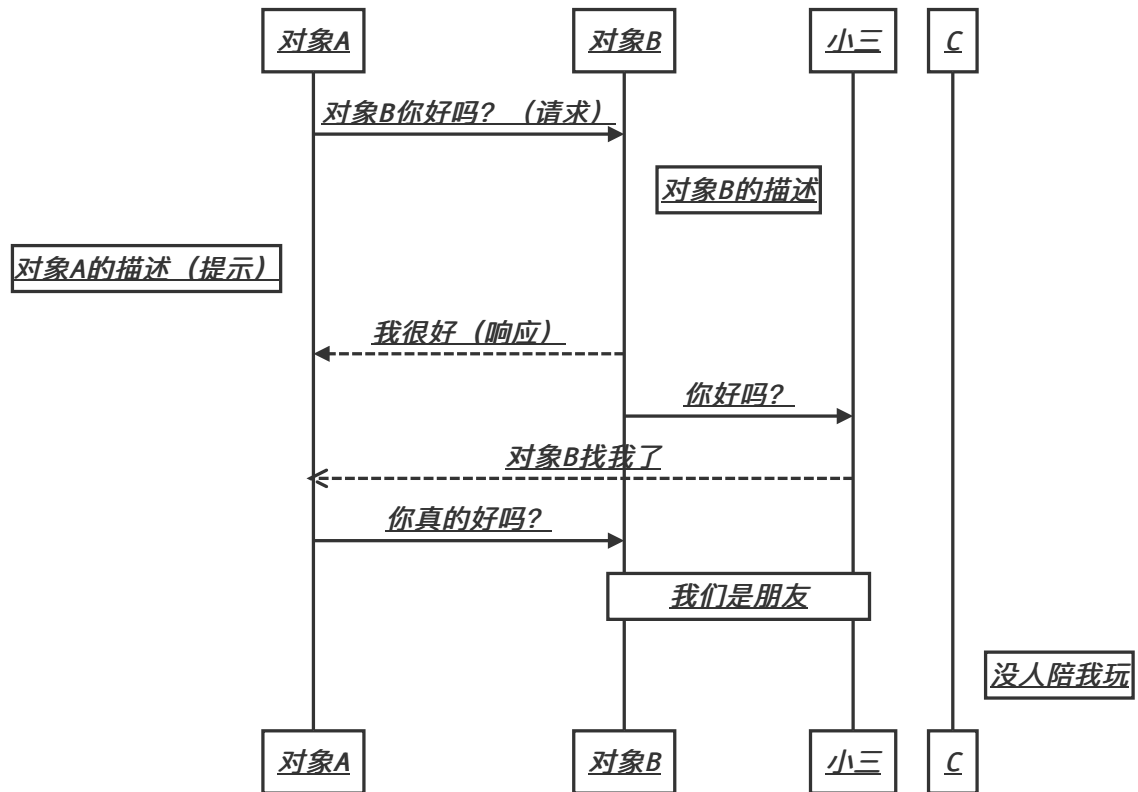 对象A
对象B
小三
C
对象B你好吗？（请求）
对象B的描述
对象A的描述（提示）
我很好（响应）
你好吗？
对象B找我了
你真的好吗？
我们是朋友
没人陪我玩
对象A
对象B
小三
C